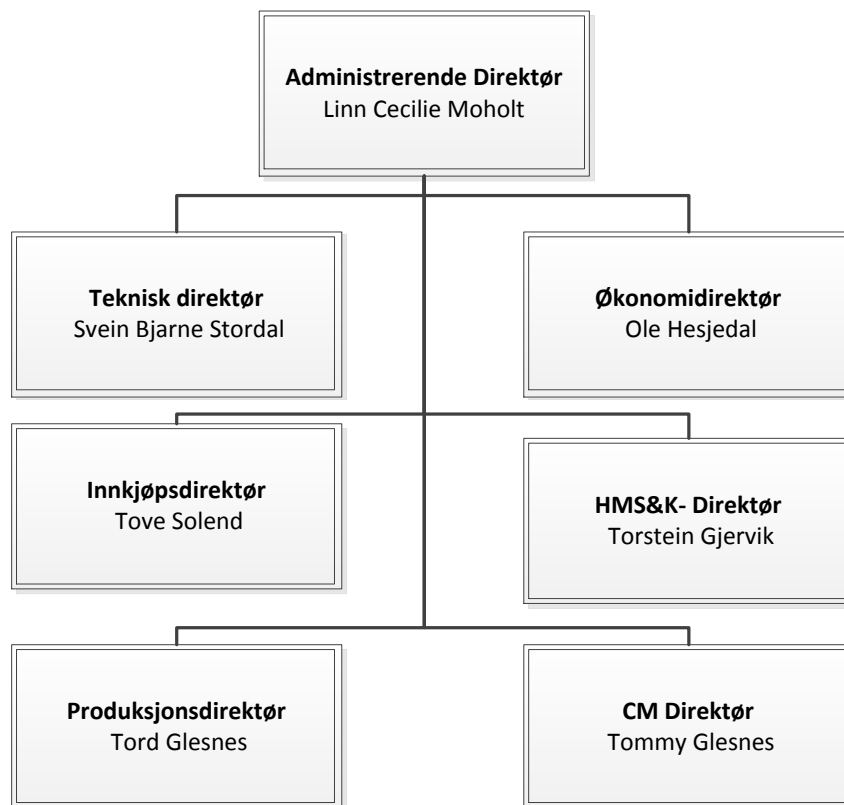 Administrerende Direktør
Linn Cecilie Moholt
Teknisk direktør
Svein Bjarne Stordal
Økonomidirektør
Ole Hesjedal
Innkjøpsdirektør
Tove Solend
HMS&K- Direktør
Torstein Gjervik
Produksjonsdirektør
Tord Glesnes
CM Direktør
Tommy Glesnes